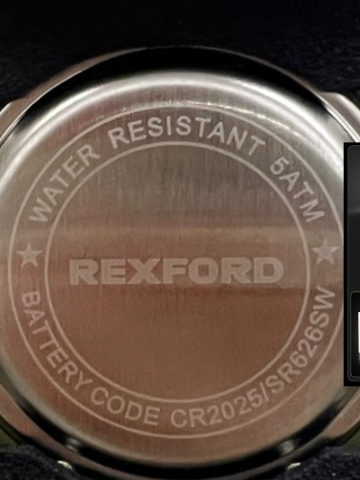 WATER RESISTANT 5ATM
REXFORD
BATTERY CODE CR2025/SR626SW